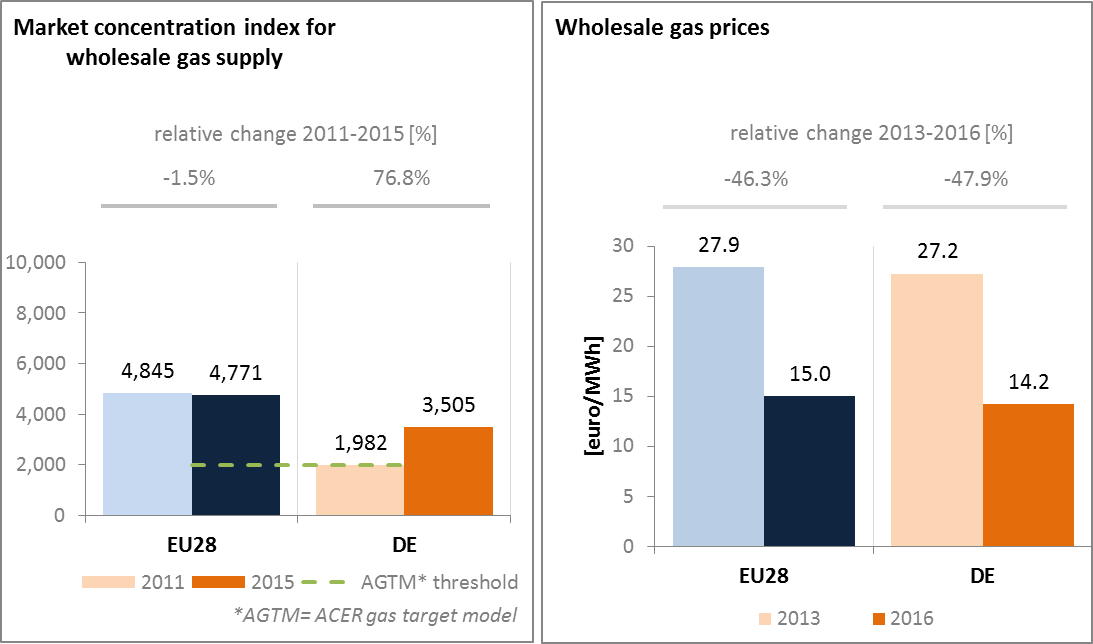 Market concentration index for
wholesale gas supply
relative change 2011-2015 [%]
-1.5% 76.8%
10,000
8,000
6,000
4,000
2,000
0
4,845 4,771
3,505
1,982
EU28 DE
2011 2015 AGTM* threshold
*AGTM= ACER gas target model
Wholesale gas prices
relative change 2013-2016 [%]
-46.3% -47.9%
[euro/MWh]
30
25
20
15
10
5
0
27.9 27.2
15.0 14.2
EU28 DE
2013 2016